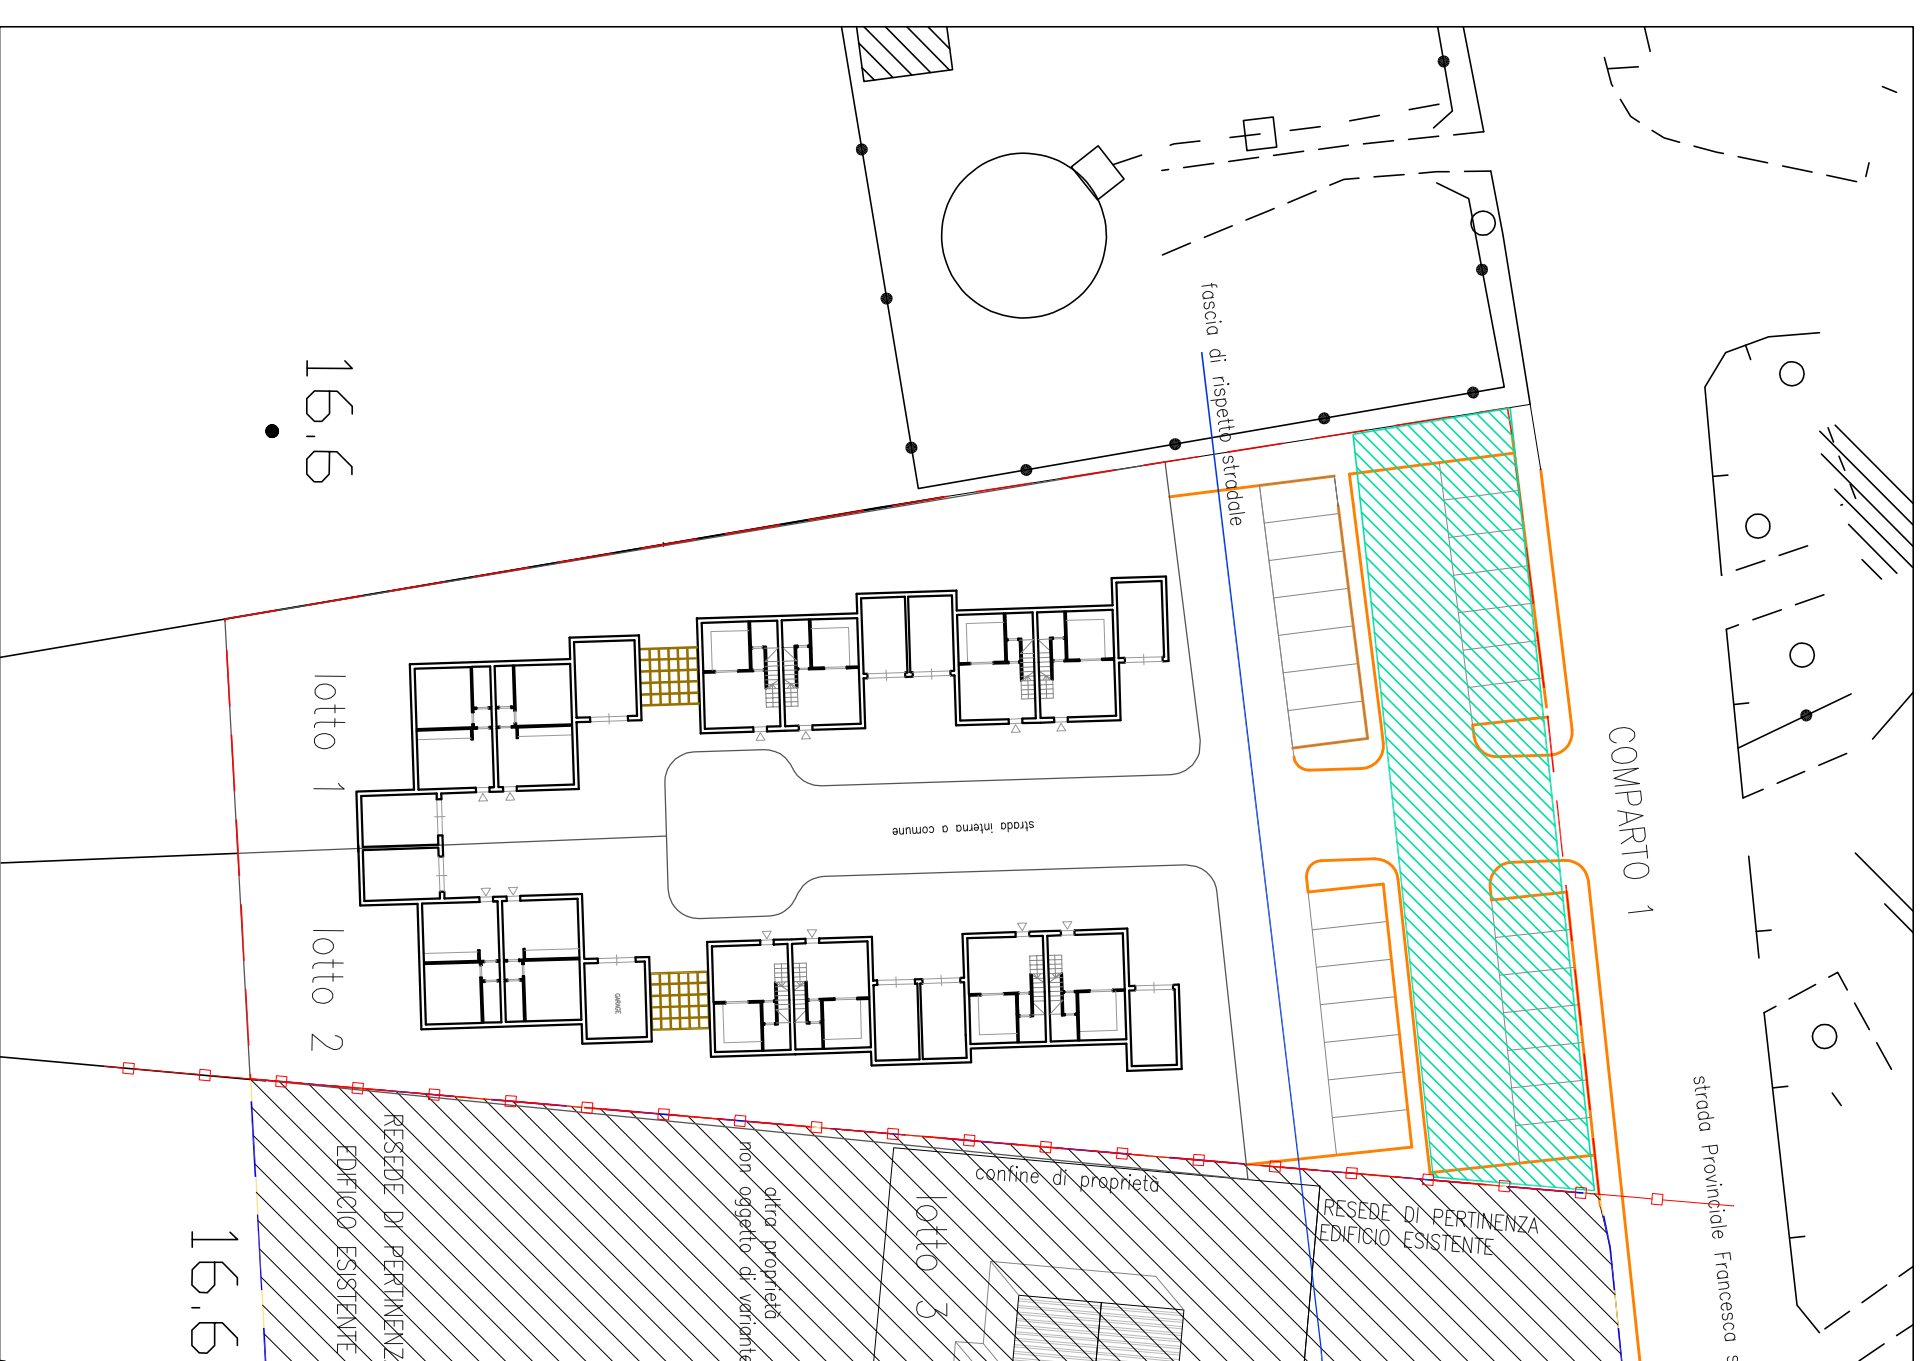 fascia di rispetto stradale
16.6
COMPARTO 1
lotto 1
strada interna a comune
lotto 2
GARAGE
strada Provinciale Francesca s
confine di proprietà
RESEDE DI PERTINENZA
EDIFICIO ESISTENTE
RESEDE DI PERTINENZ
EDIFICIO ESISTENTE
altra proprietà
non oggetto di variante
lotto 3
16.6